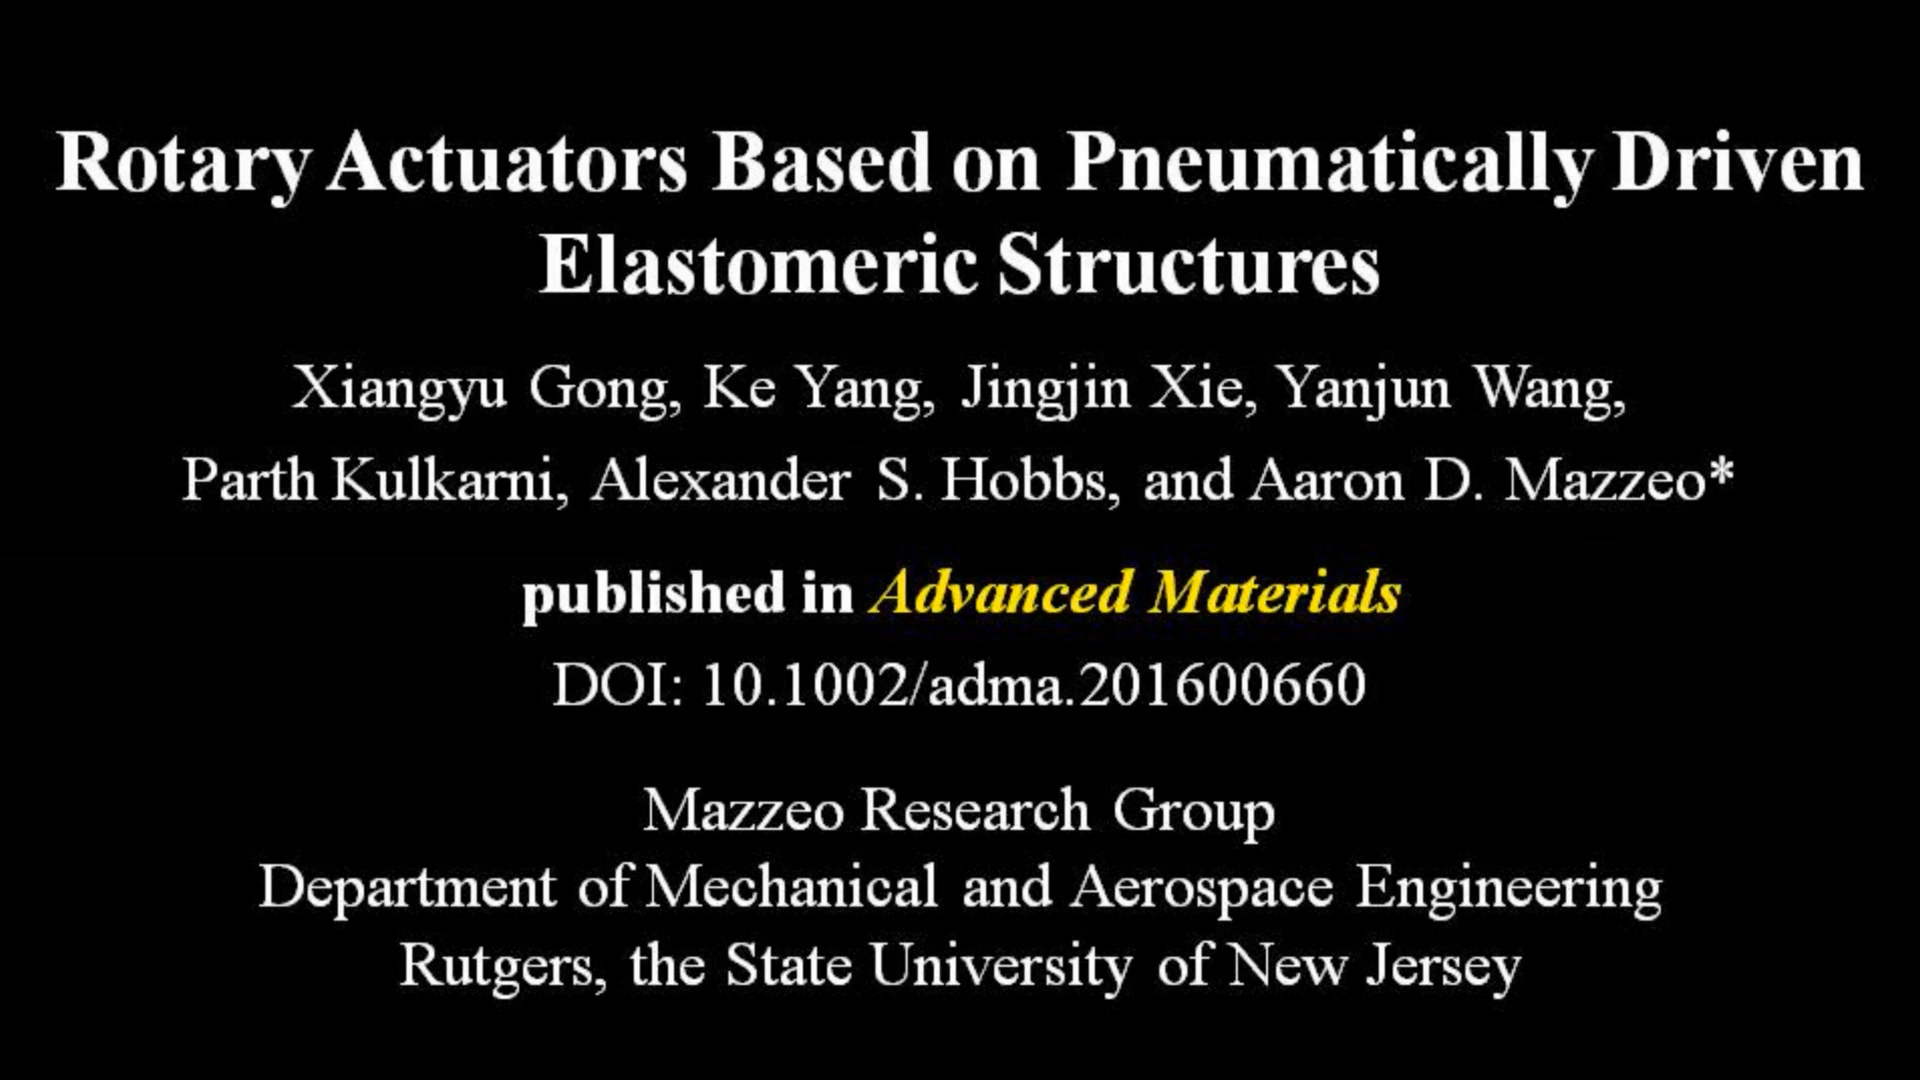 Rotary Actuators Based on Pneumatically Driven
Elastomeric Structures
Xiangyu Gong, Ke Yang, Jingjin Xie, Yanjun Wang,
Parth Kulkarni, Alexander S. Hobbs, and Aaron D. Mazzeo*
published in Advanced Materials
DOI: 10.1002/adma.201600660
Mazzeo Research Group
Department of Mechanical and Aerospace Engineering
Rutgers, the State University of New Jersey